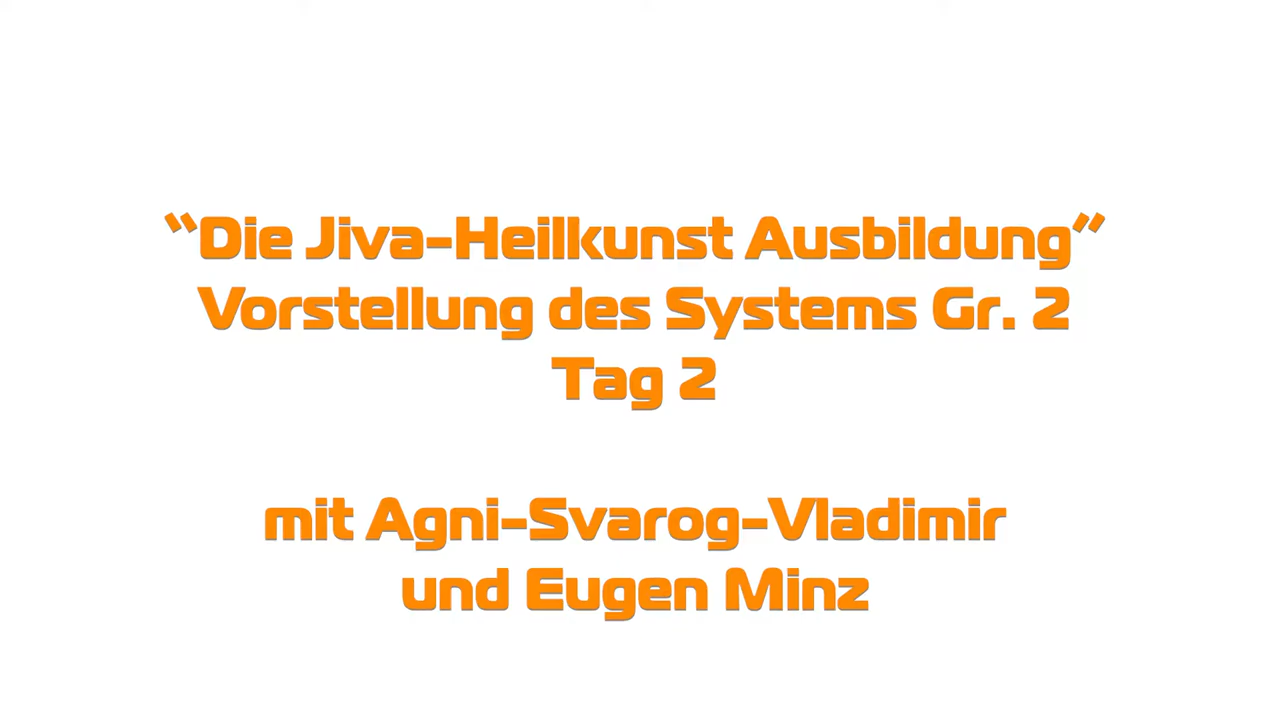 “Die Jiva-Heilkunst Ausbildung”
Vorstellung des Systems Gr. 2
Tag 2
mit Agni-Svarog-Vladimir
und Eugen Minz